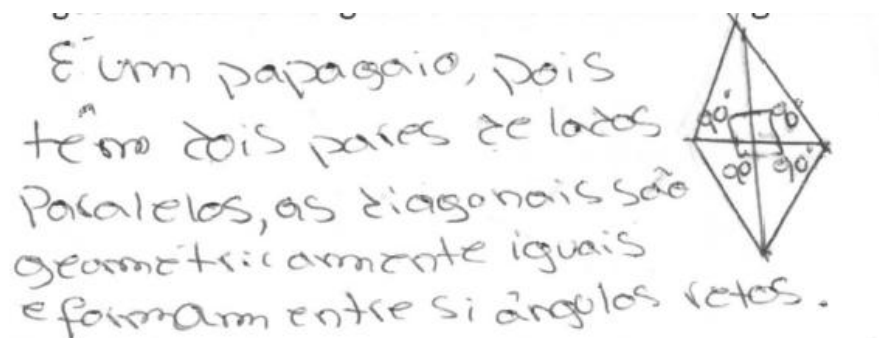 É um papagaio, pois
têm dois pares de lados
Paralelos, as diagonais são
geometricamente iguais
e formam entre si ângulos retos.
90° 90°
90 90°